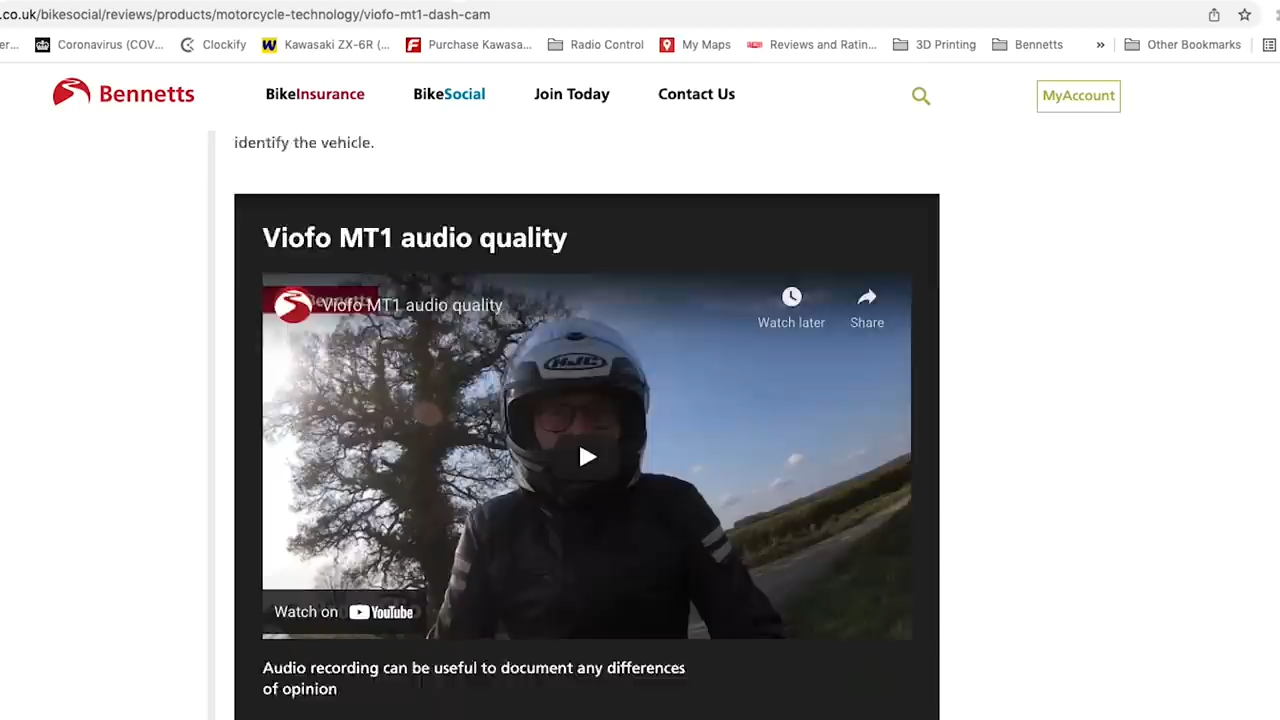 .co.uk/bikesocial/reviews/products/motorcycle-technology/viofo-mt1-dash-cam
er... Coronavirus (COV... Clockify Kawasaki ZX-6R (... Purchase Kawasa... Radio Control My Maps Reviews and Ratin... 3D Printing Bennetts » Other Bookmarks
Bennetts BikeInsurance BikeSocial Join Today Contact Us MyAccount
identify the vehicle.
Viofo MT1 audio quality
Viofo MT1 audio quality
Watch later Share
HJC
Watch on YouTube
Audio recording can be useful to document any differences
of opinion